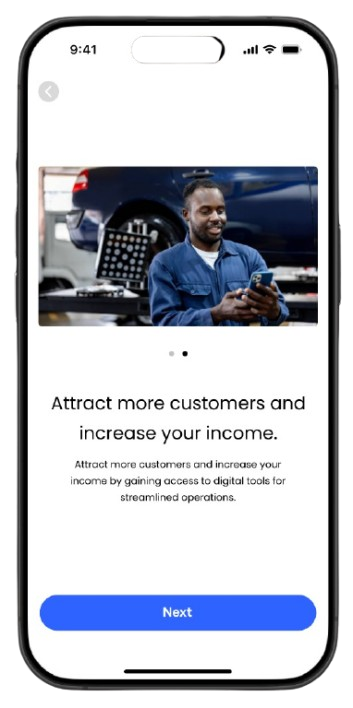 9:41
Attract more customers and
increase your income.
Attract more customers and increase your
income by gaining access to digital tools for
streamlined operations.
Next